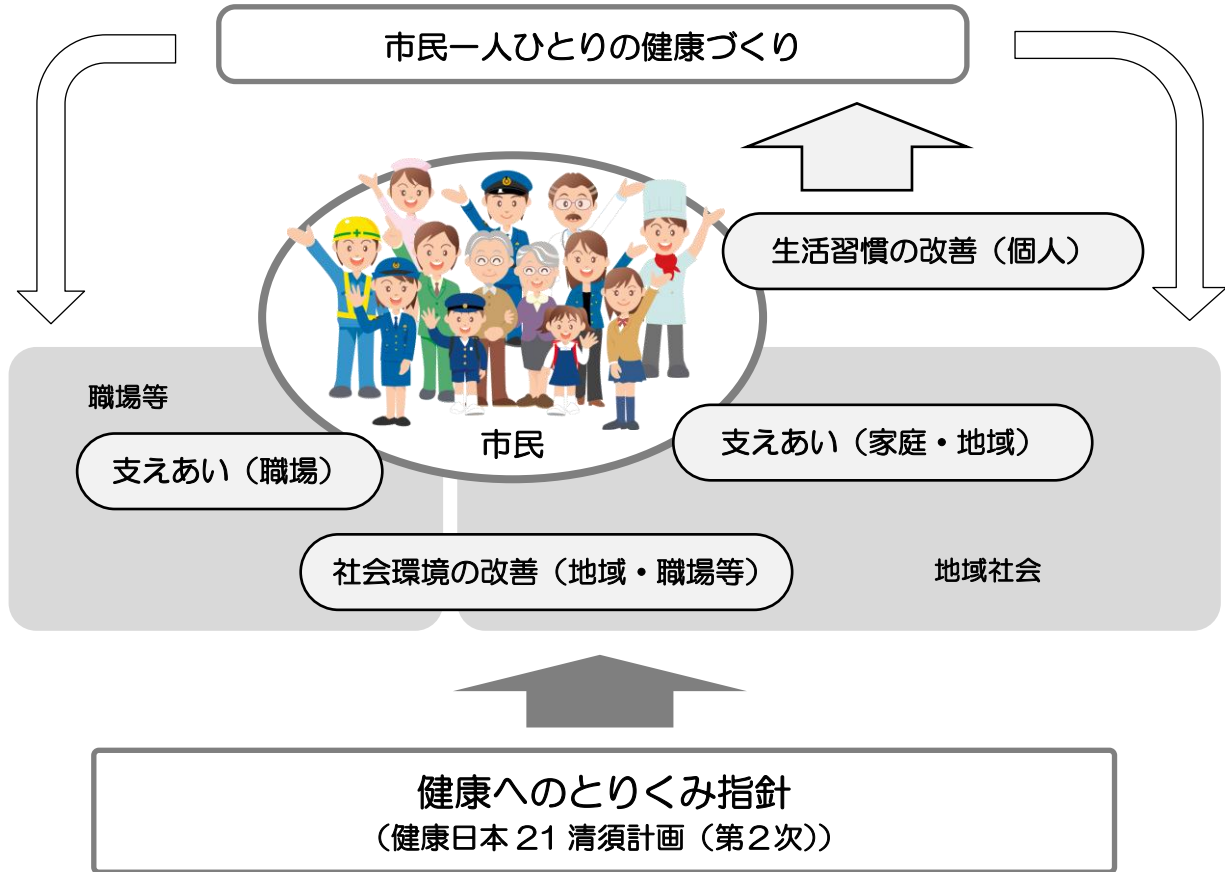 市民一人ひとりの健康づくり
生活習慣の改善（個人）
職場等
支えあい（職場）
市民
支えあい（家庭・地域）
社会環境の改善（地域・職場等）
地域社会
健康へのとりくみ指針
（健康日本 21 清須計画（第２次））